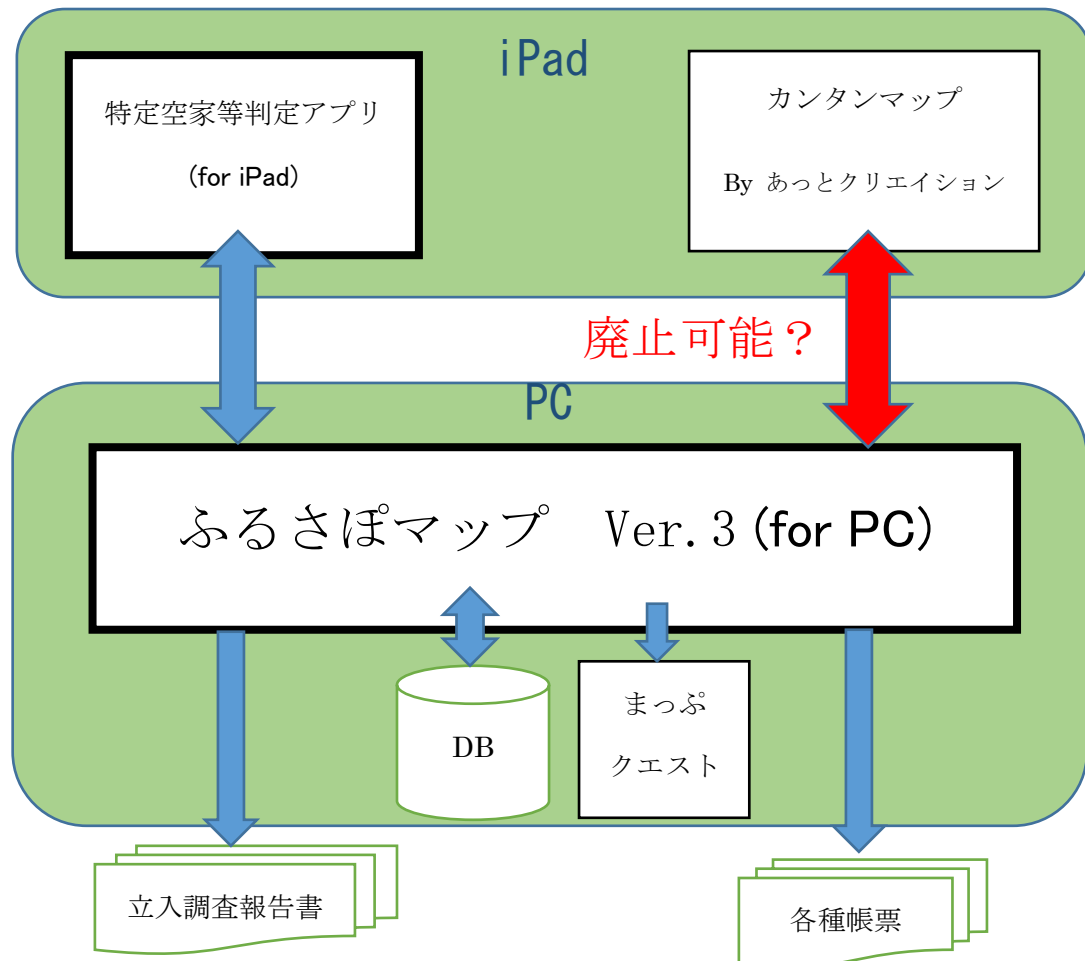 iPad
特定空家等判定アプリ
(for iPad)
カンタンマップ
By あっとクリエイション
廃止可能？
PC
ふるさぽマップ　Ver.3 (for PC)
DB
まっぷ
クエスト
立入調査報告書
各種帳票